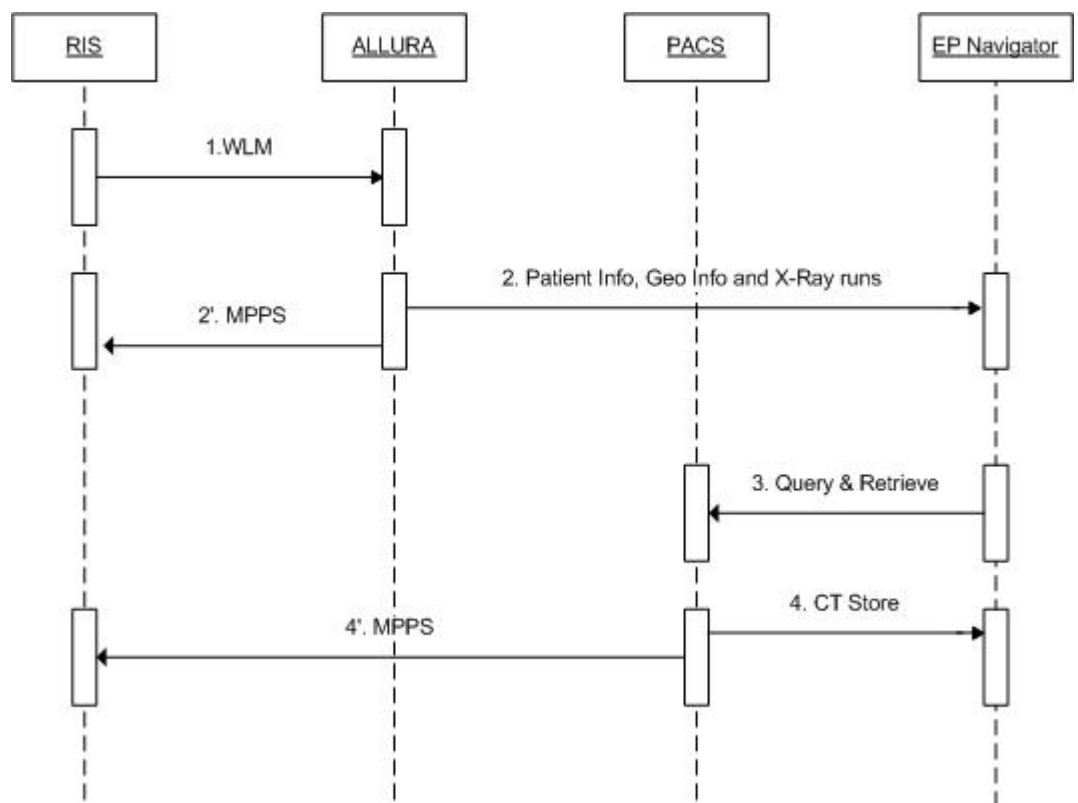 RIS
ALLURA
PACS
EP Navigator
1.WLM
2. Patient Info, Geo Info and X-Ray runs
2'. MPPS
3. Query & Retrieve
4. CT Store
4'. MPPS